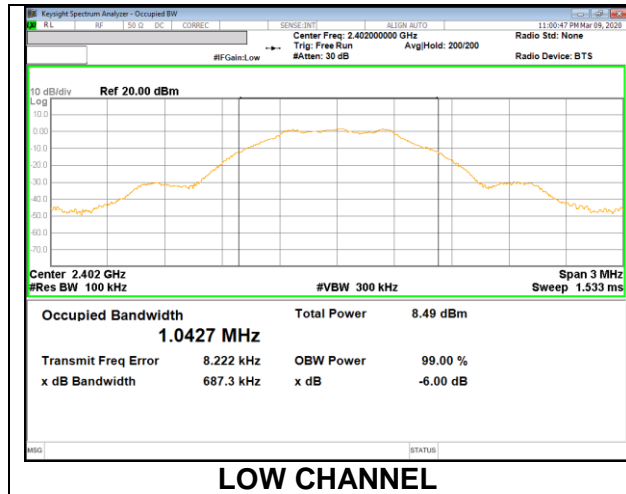 Keysight Spectrum Analyzer - Occupied BW
RL RF 50 Ω DC CORREC SENSE:INT ALIGN AUTO 11:00:47 PM Mar 09, 2020
Center Freq: 2.402000000 GHz Radio Std: None
Trig: Free Run Avg|Hold: 200/200
#IFGain:Low #Atten: 30 dB Radio Device: BTS
10 dB/div Ref 20.00 dBm
Log
10.0
0.00
-10.0
-20.0
-30.0
-40.0
-50.0
-60.0
-70.0
Center 2.402 GHz Span 3 MHz
#Res BW 100 kHz #VBW 300 kHz Sweep 1.533 ms
Occupied Bandwidth Total Power 8.49 dBm
1.0427 MHz
Transmit Freq Error 8.222 kHz OBW Power 99.00 %
x dB Bandwidth 687.3 kHz x dB -6.00 dB
MSG STATUS
LOW CHANNEL